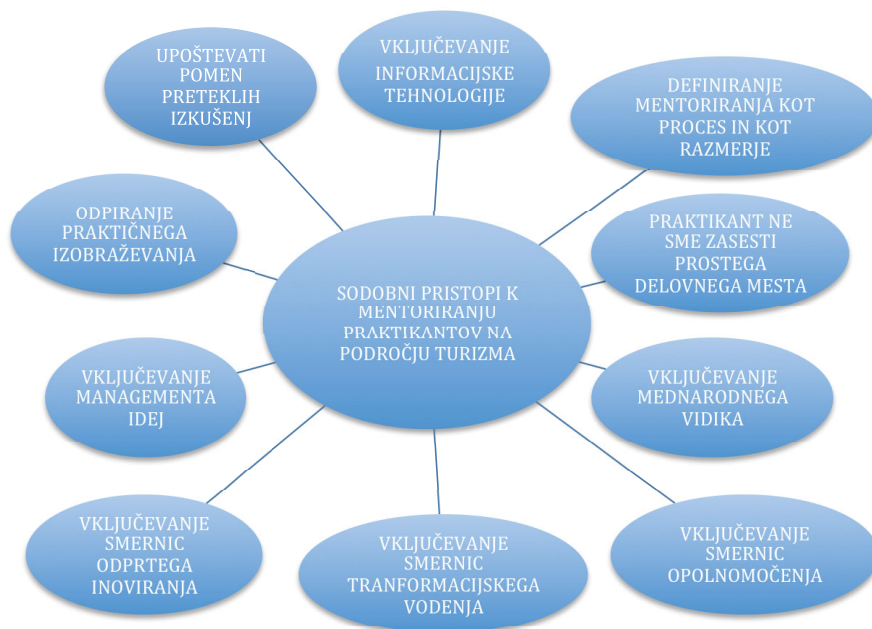 UPOŠTEVATI
POMEN
PRETEKLIH
IZKUŠENJ
VKLJUČEVANJE
INFORMACIJSKE
TEHNOLOGIJE
DEFINIRANJE
MENTORIRANJA KOT
PROCES IN KOT
RAZMERJE
ODPIRANJE
PRAKTIČNEGA
IZOBRAŽEVANJA
PRAKTIKANT NE
SME ZASESTI
PROSTEGA
DELOVNEGA MESTA
SODOBNI PRISTOPI K
MENTORIRANJU
PRAKTIKANTOV NA
PODROČJU TURIZMA
VKLJUČEVANJE
MANAGEMENTA
IDEJ
VKLJUČEVANJE
MEDNARODNEGA
VIDIKA
VKLJUČEVANJE
SMERNIC
ODPRTEGA
INOVIRANJA
VKLJUČEVANJE
SMERNIC
TRANFORMACIJSKEGA
VODENJA
VKLJUČEVANJE
SMERNIC
OPOLNOMOČENJA